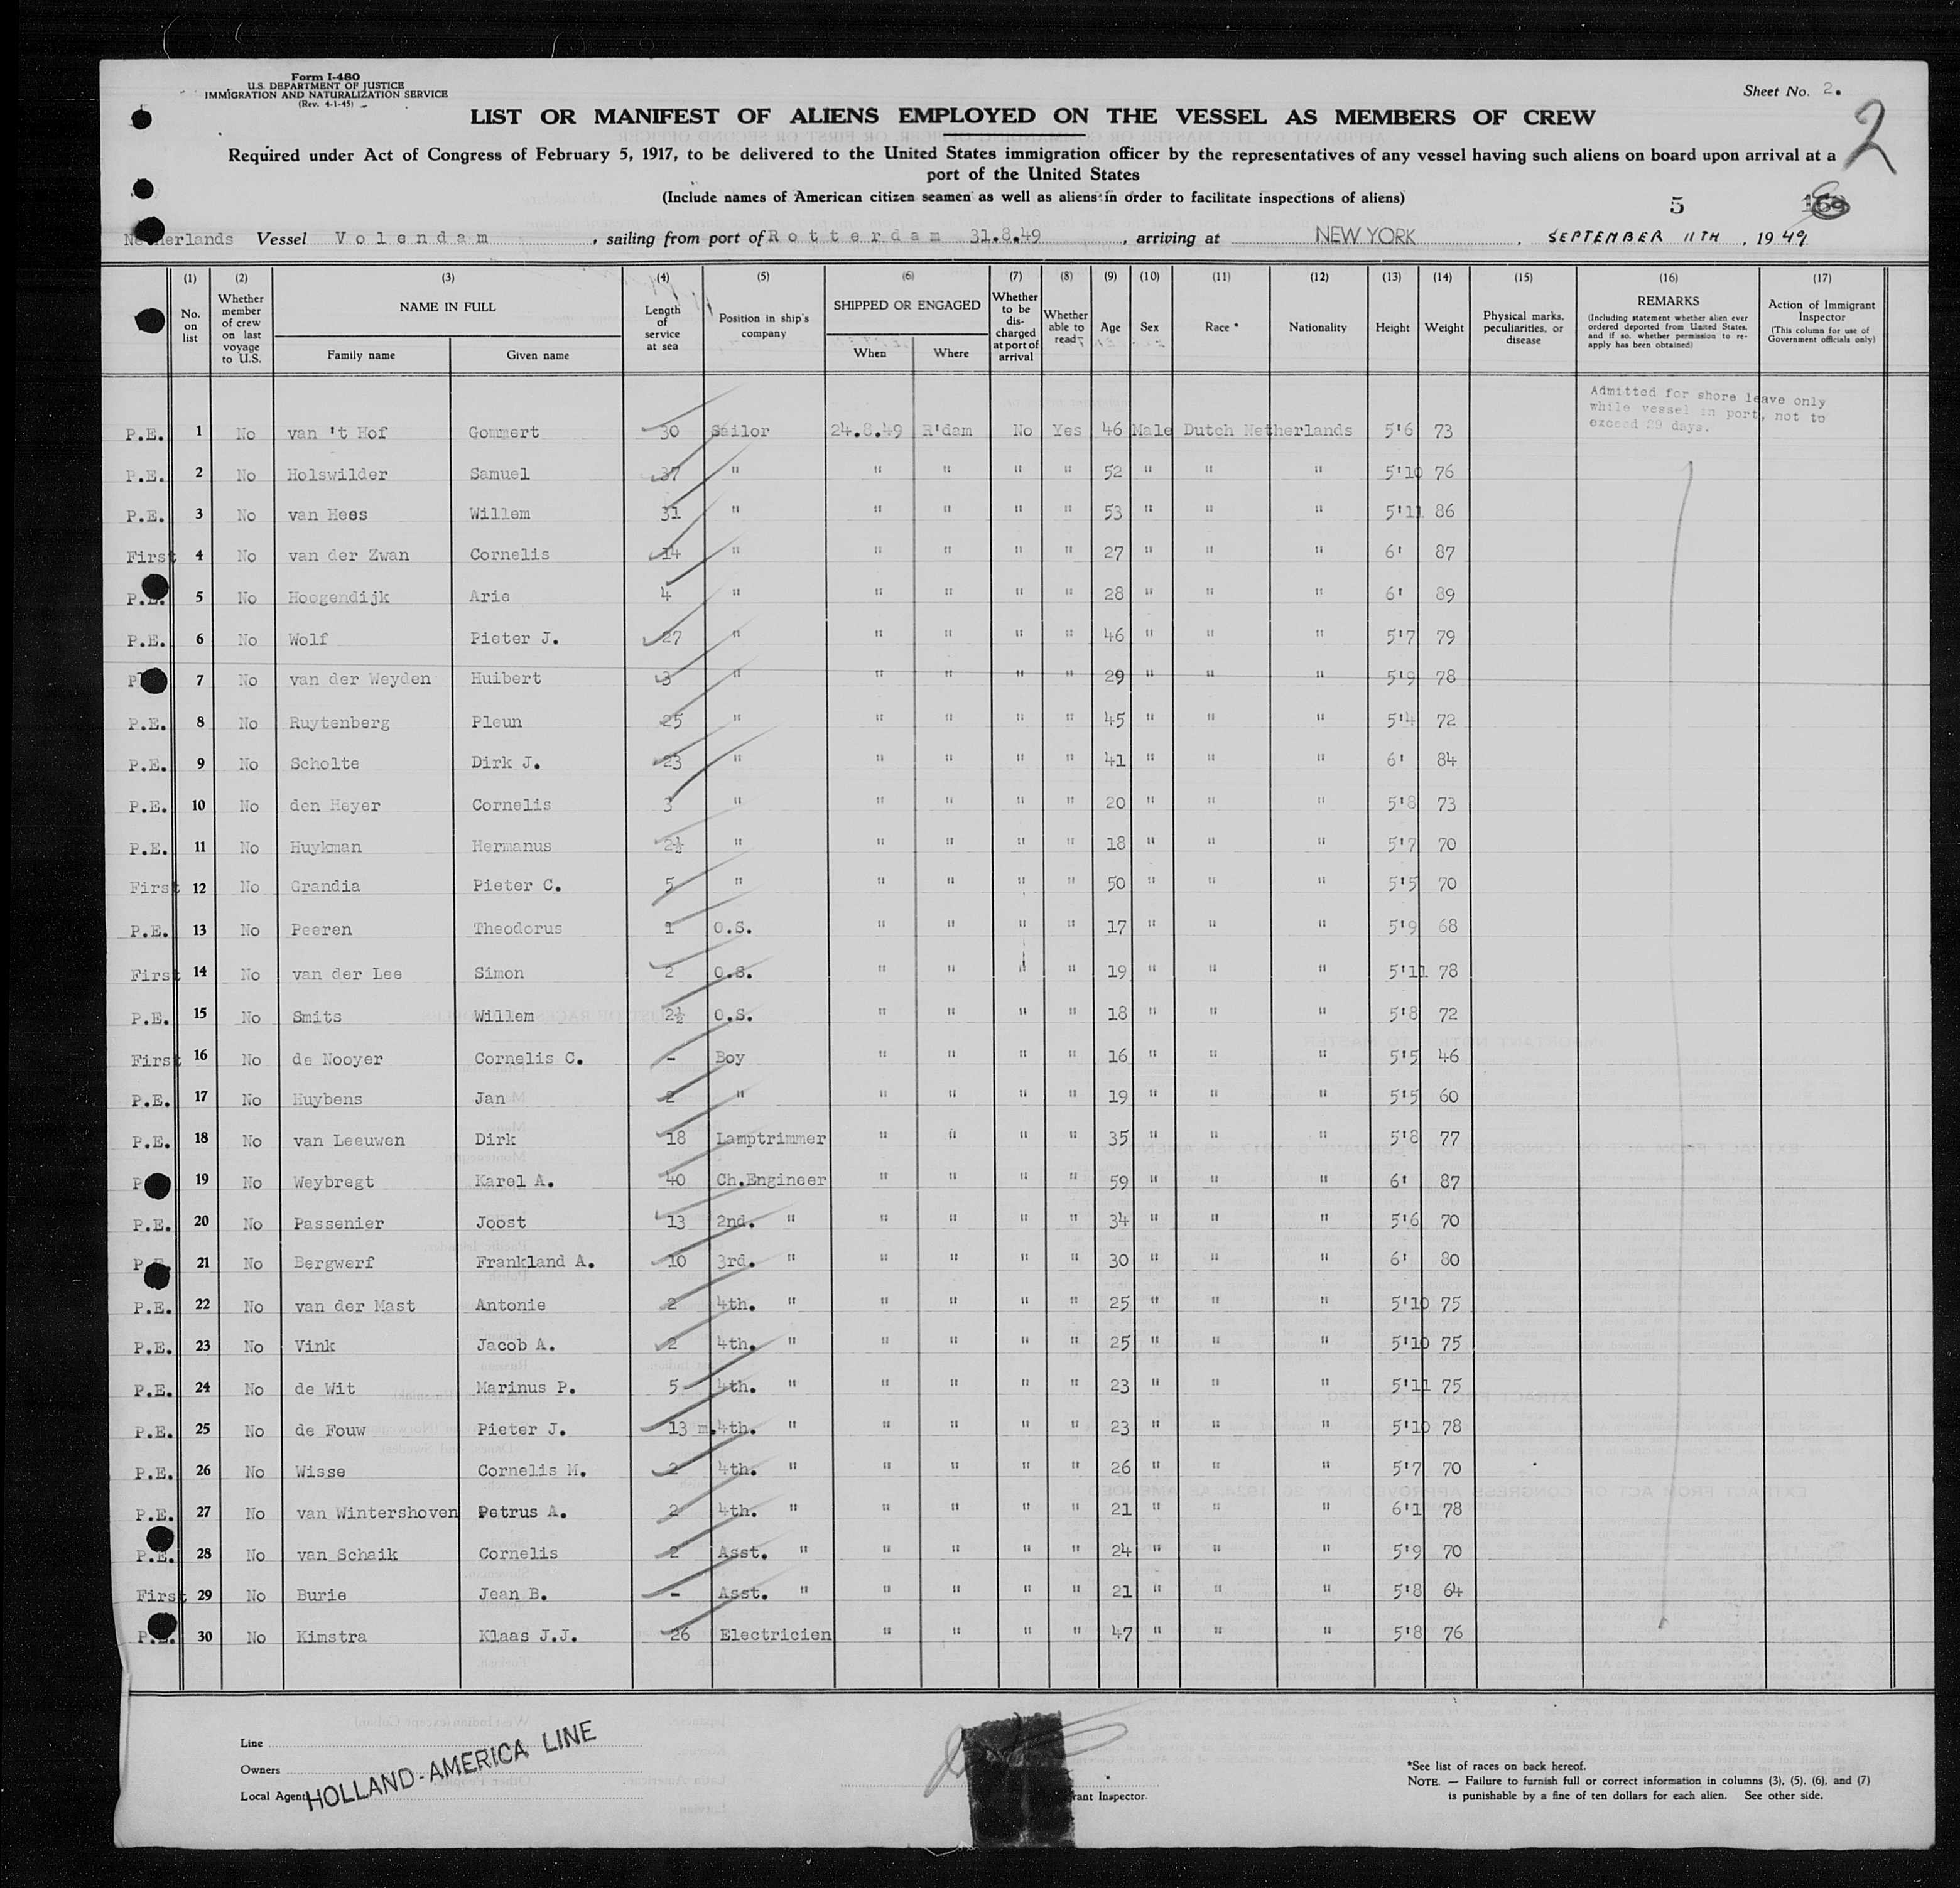 Form I-480
U.S. DEPARTMENT OF JUSTICE
IMMIGRATION AND NATURALIZATION SERVICE
(Rev. 4-1-45)
Sheet No. 2.
2
LIST OR MANIFEST OF ALIENS EMPLOYED ON THE VESSEL AS MEMBERS OF CREW
Required under Act of Congress of February 5, 1917, to be delivered to the United States immigration officer by the representatives of any vessel having such aliens on board upon arrival at a
port of the United States
(Include names of American citizen seamen as well as aliens in order to facilitate inspections of aliens)
5
Netherlands Vessel Volendam, sailing from port of Rotterdam 31.8.49, arriving at NEW YORK, SEPTEMBER 11TH, 1949
(1) (2) (3) (4) (5) (6) (7) (8) (9) (10) (11) (12) (13) (14) (15) (16) (17)
No. on list
Whether member of crew on last voyage to U.S.
NAME IN FULL
Family name Given name
Length of service at sea
Position in ship's company
SHIPPED OR ENGAGED
When Where
Whether to be discharged at port of arrival
Whether able to read
Age
Sex
Race *
Nationality
Height
Weight
Physical marks, peculiarities, or disease
REMARKS
(Including statement whether alien ever ordered deported from United States, and if so, whether permission to re-apply has been obtained)
Action of Immigrant Inspector
(This column for use of Government officials only)
Admitted for shore leave only
while vessel in port, not to
exceed 29 days.
P.E. 1 No van 't Hof Gommert 30 Sailor 24.8.49 R'dam No Yes 46 Male Dutch Netherlands 5'6 73
P.E. 2 No Holswilder Samuel 37 " " " " " 52 " " " 5'10 76
P.E. 3 No van Hees Willem 31 " " " " " 53 " " " 5'11 86
First 4 No van der Zwan Cornelis 14 " " " " " 27 " " " 6' 87
P.E. 5 No Hoogendijk Arie 4 " " " " " 28 " " " 6' 89
P.E. 6 No Wolf Pieter J. 27 " " " " " 46 " " " 5'7 79
P 7 No van der Weyden Huibert 3 " " " " " 29 " " " 5'9 78
P.E. 8 No Ruytenberg Pleun 25 " " " " " 45 " " " 5'4 72
P.E. 9 No Scholte Dirk J. 23 " " " " " 41 " " " 6' 84
P.E. 10 No den Heyer Cornelis 3 " " " " " 20 " " " 5'8 73
P.E. 11 No Huykman Hermanus 2½ " " " " " 18 " " " 5'7 70
First 12 No Grandia Pieter C. 5 " " " " " 50 " " " 5'5 70
P.E. 13 No Peeren Theodorus 1 O.S. " " " " 17 " " " 5'9 68
First 14 No van der Lee Simon 2 O.S. " " " " 19 " " " 5'11 78
P.E. 15 No Smits Willem 2½ O.S. " " " " 18 " " " 5'8 72
First 16 No de Nooyer Cornelis C. - Boy " " " " 16 " " " 5'5 46
P.E. 17 No Huybens Jan 2 " " " " " 19 " " " 5'5 60
P.E. 18 No van Leeuwen Dirk 18 Lamptrimmer " " " " 35 " " " 5'8 77
P 19 No Weybregt Karel A. 40 Ch.Engineer " " " " 59 " " " 6' 87
P.E. 20 No Passenier Joost 13 2nd. " " " " " 34 " " " 5'6 70
P.E. 21 No Bergwerf Frankland A. 10 3rd. " " " " " 30 " " " 6' 80
P.E. 22 No van der Mast Antonie 2 4th. " " " " " 25 " " " 5'10 75
P.E. 23 No Vink Jacob A. 2 4th. " " " " " 25 " " " 5'10 75
P.E. 24 No de Wit Marinus P. 5 4th. " " " " " 23 " " " 5'11 75
P.E. 25 No de Fouw Pieter J. 13 m. 4th. " " " " " 23 " " " 5'10 78
P.E. 26 No Wisse Cornelis M. 2 4th. " " " " " 26 " " " 5'7 70
P.E. 27 No van Wintershoven Petrus A. 2 4th. " " " " " 21 " " " 6'1 78
P.E. 28 No van Schaik Cornelis 2 Asst. " " " " " 24 " " " 5'9 70
First 29 No Burie Jean B. - Asst. " " " " " 21 " " " 5'8 64
P.E. 30 No Kimstra Klaas J.J. 26 Electricien " " " " 47 " " " 5'8 76
Line
Owners
Local Agent
HOLLAND-AMERICA LINE
rant Inspector.
*See list of races on back hereof.
NOTE. — Failure to furnish full or correct information in columns (3), (5), (6), and (7)
is punishable by a fine of ten dollars for each alien. See other side.